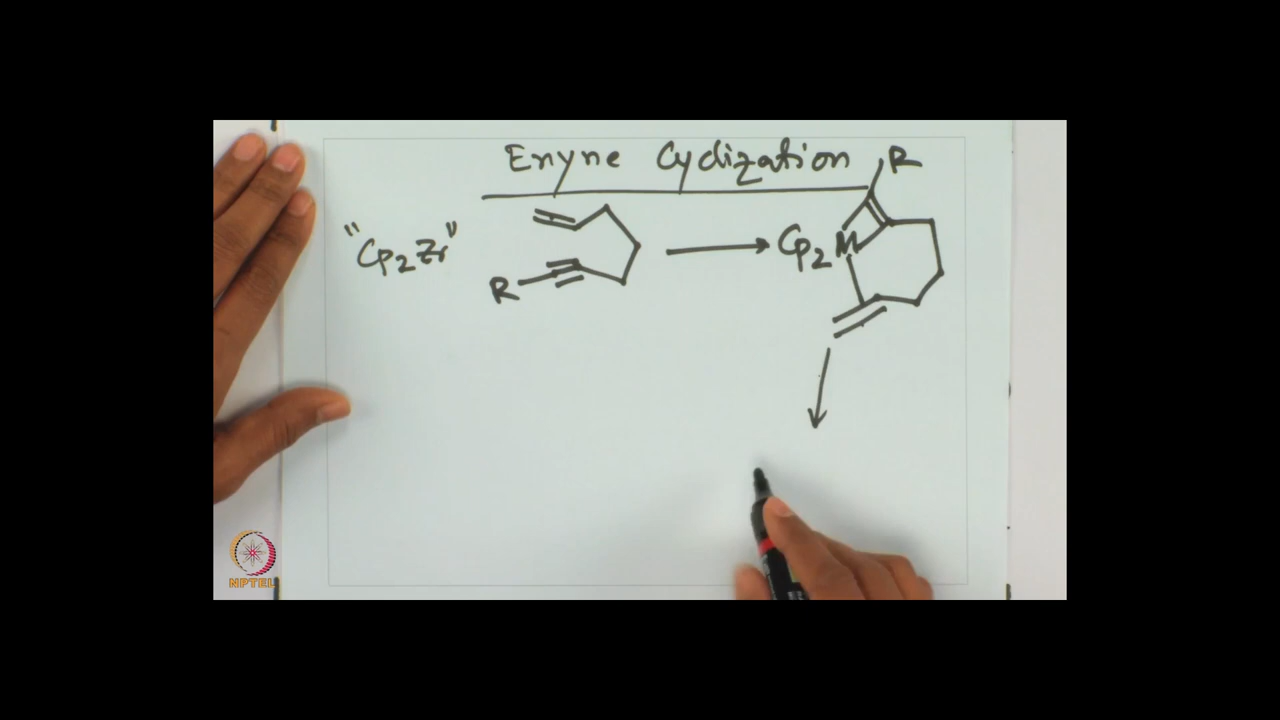 Enyne Cyclization
R
"Cp2Zr"
Cp2M
R
NPTEL